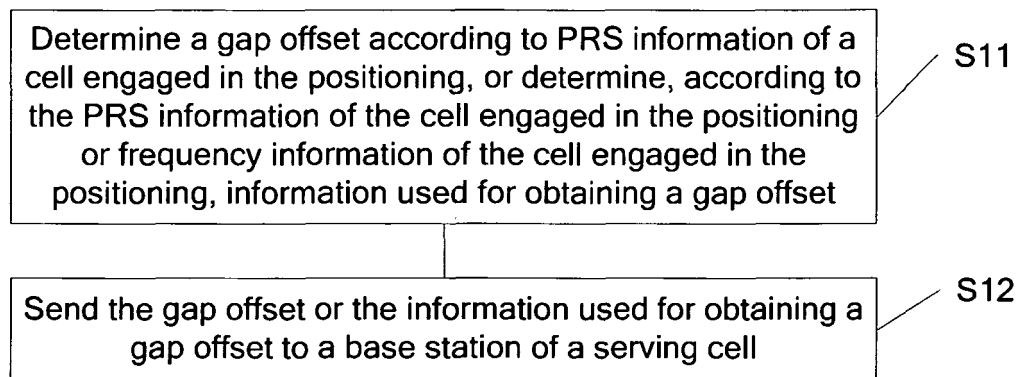 Determine a gap offset according to PRS information of a
cell engaged in the positioning, or determine, according to
the PRS information of the cell engaged in the positioning
or frequency information of the cell engaged in the
positioning, information used for obtaining a gap offset
S11
Send the gap offset or the information used for obtaining a
gap offset to a base station of a serving cell
S12